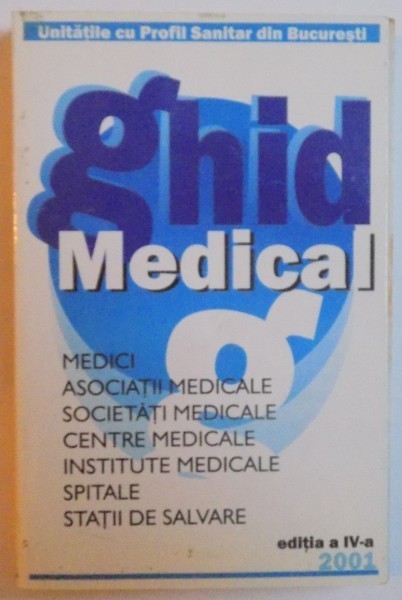 Unitățile cu Profil Sanitar din București
ghid
Medical
MEDICI
ASOCIAȚII MEDICALE
SOCIETĂȚI MEDICALE
CENTRE MEDICALE
INSTITUTE MEDICALE
SPITALE
STAȚII DE SALVARE
ediția a IV-a
2001